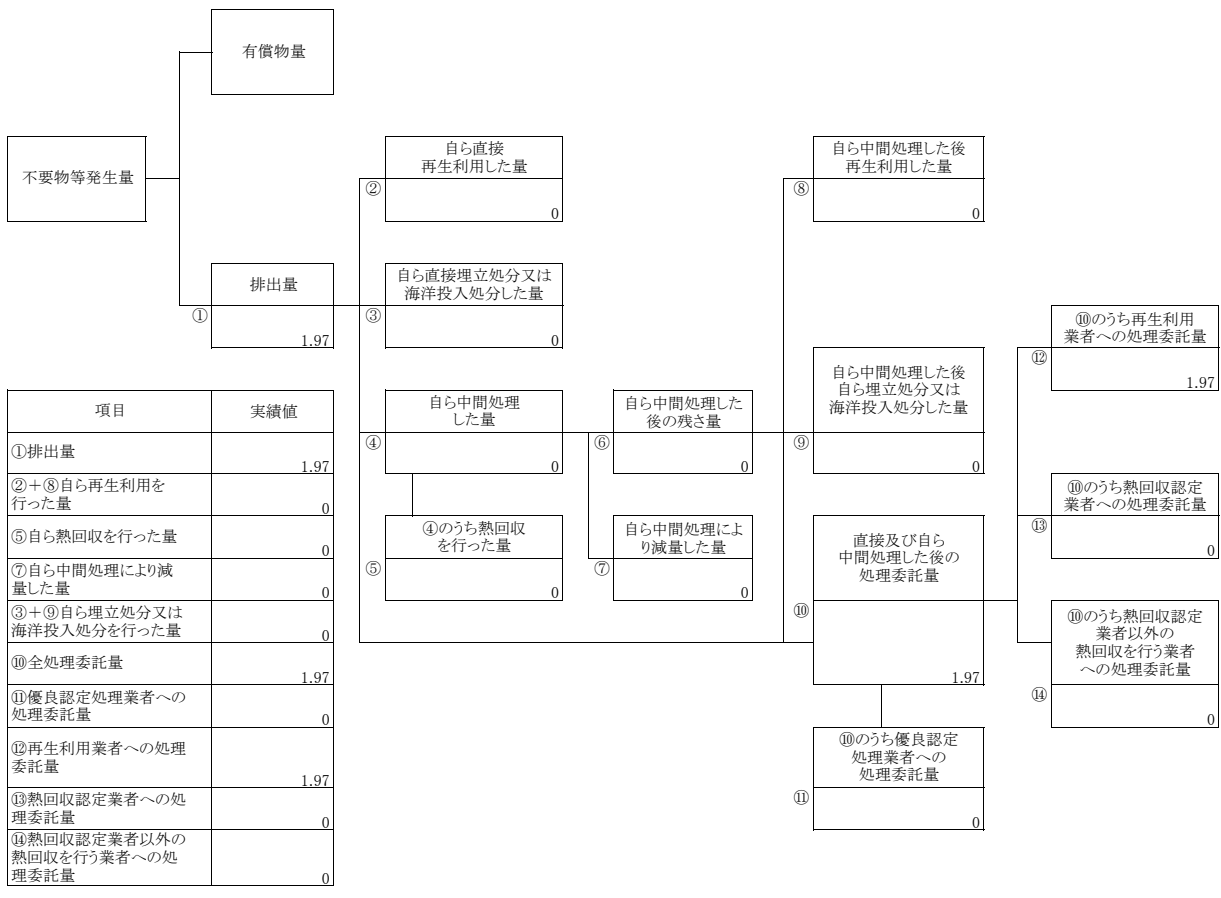 有償物量
不要物等発生量
排出量
①
1.97
自ら直接
再生利用した量
②
0
自ら直接埋立処分又は
海洋投入処分した量
③
0
自ら中間処理
した量
④
0
④のうち熱回収
を行った量
⑤
0
自ら中間処理した
後の残さ量
⑥
0
自ら中間処理によ
り減量した量
⑦
0
自ら中間処理した後
再生利用した量
⑧
0
自ら中間処理した後
自ら埋立処分又は
海洋投入処分した量
⑨
0
直接及び自ら
中間処理した後の
処理委託量
⑩
1.97
⑩のうち優良認定
処理業者への
処理委託量
⑪
0
⑩のうち再生利用
業者への処理委託量
⑫
1.97
⑩のうち熱回収認定
業者への処理委託量
⑬
0
⑩のうち熱回収認定
業者以外の
熱回収を行う業者
への処理委託量
⑭
0
項目 実績値
①排出量
1.97
②+⑧自ら再生利用を
行った量
0
⑤自ら熱回収を行った量
0
⑦自ら中間処理により減
量した量
0
③+⑨自ら埋立処分又は
海洋投入処分を行った量
0
⑩全処理委託量
1.97
⑪優良認定処理業者への
処理委託量
0
⑫再生利用業者への処理
委託量
1.97
⑬熱回収認定業者への処
理委託量
0
⑭熱回収認定業者以外の
熱回収を行う業者への処
理委託量
0